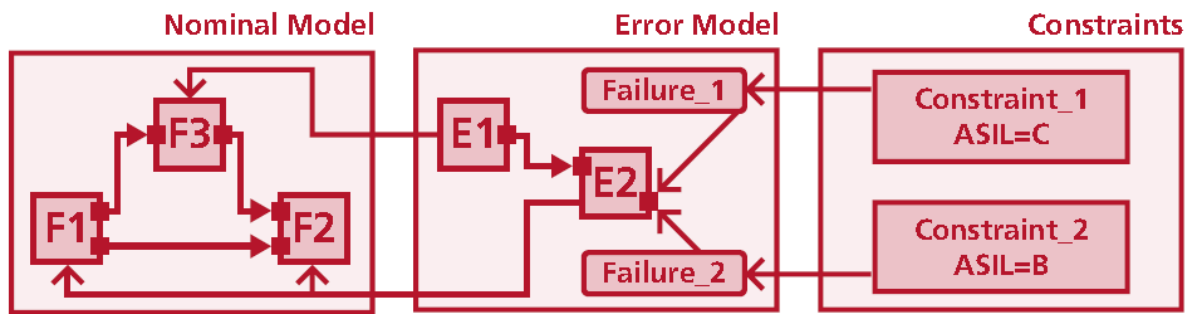 Nominal Model
Error Model
Constraints
F3
F1
F2
E1
E2
Failure_1
Failure_2
Constraint_1
ASIL=C
Constraint_2
ASIL=B